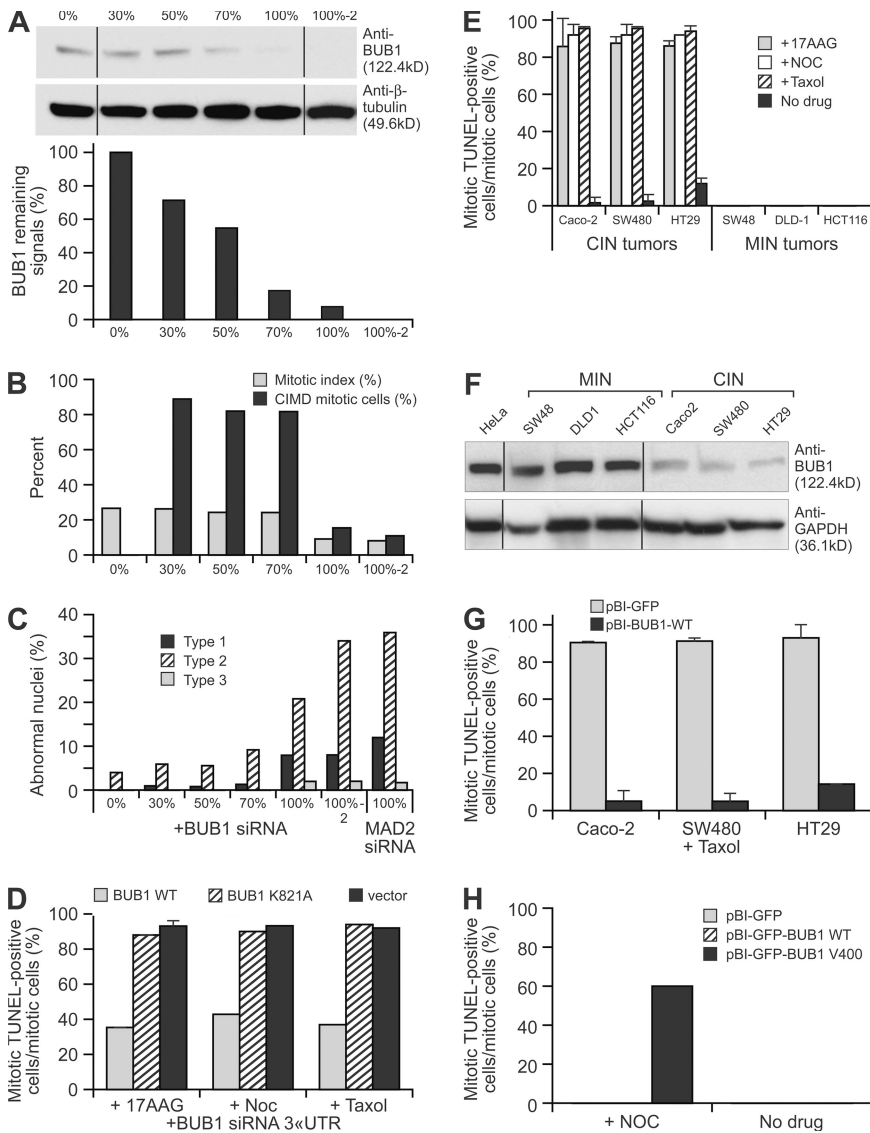 A
0% 30% 50% 70% 100% 100%-2
Anti-
BUB1
(122.4kD)
Anti-β-
tubulin
(49.6kD)
BUB1 remaining
signals (%)
100
80
60
40
20
0
0% 30% 50% 70% 100% 100%-2
B
Percent
100
80
60
40
20
0
Mitotic index (%)
CIMD mitotic cells (%)
0% 30% 50% 70% 100% 100%-2
C
Abnormal nuclei (%)
40
30
20
10
0
Type 1
Type 2
Type 3
0% 30% 50% 70% 100% 100%-
2
100%
+BUB1 siRNA
MAD2
siRNA
D
BUB1 WT BUB1 K821A vector
Mitotic TUNEL-positive
cells/mitotic cells (%)
100
80
60
40
20
0
+ 17AAG + Noc + Taxol
+BUB1 siRNA 3«UTR
E
Mitotic TUNEL-positive
cells/mitotic cells (%)
100
80
60
40
20
0
+17AAG
+NOC
+Taxol
No drug
Caco-2 SW480 HT29 SW48 DLD-1 HCT116
CIN tumors MIN tumors
F
MIN CIN
HeLa SW48 DLD1 HCT116 Caco2 SW480 HT29
Anti-
BUB1
(122.4kD)
Anti-
GAPDH
(36.1kD)
G
pBI-GFP
pBI-BUB1-WT
Mitotic TUNEL-positive
cells/mitotic cells (%)
100
80
60
40
20
0
Caco-2 SW480 HT29
+ Taxol
H
Mitotic TUNEL-positive
cells/mitotic cells (%)
100
80
60
40
20
0
pBI-GFP
pBI-GFP-BUB1 WT
pBI-GFP-BUB1 V400
+ NOC No drug